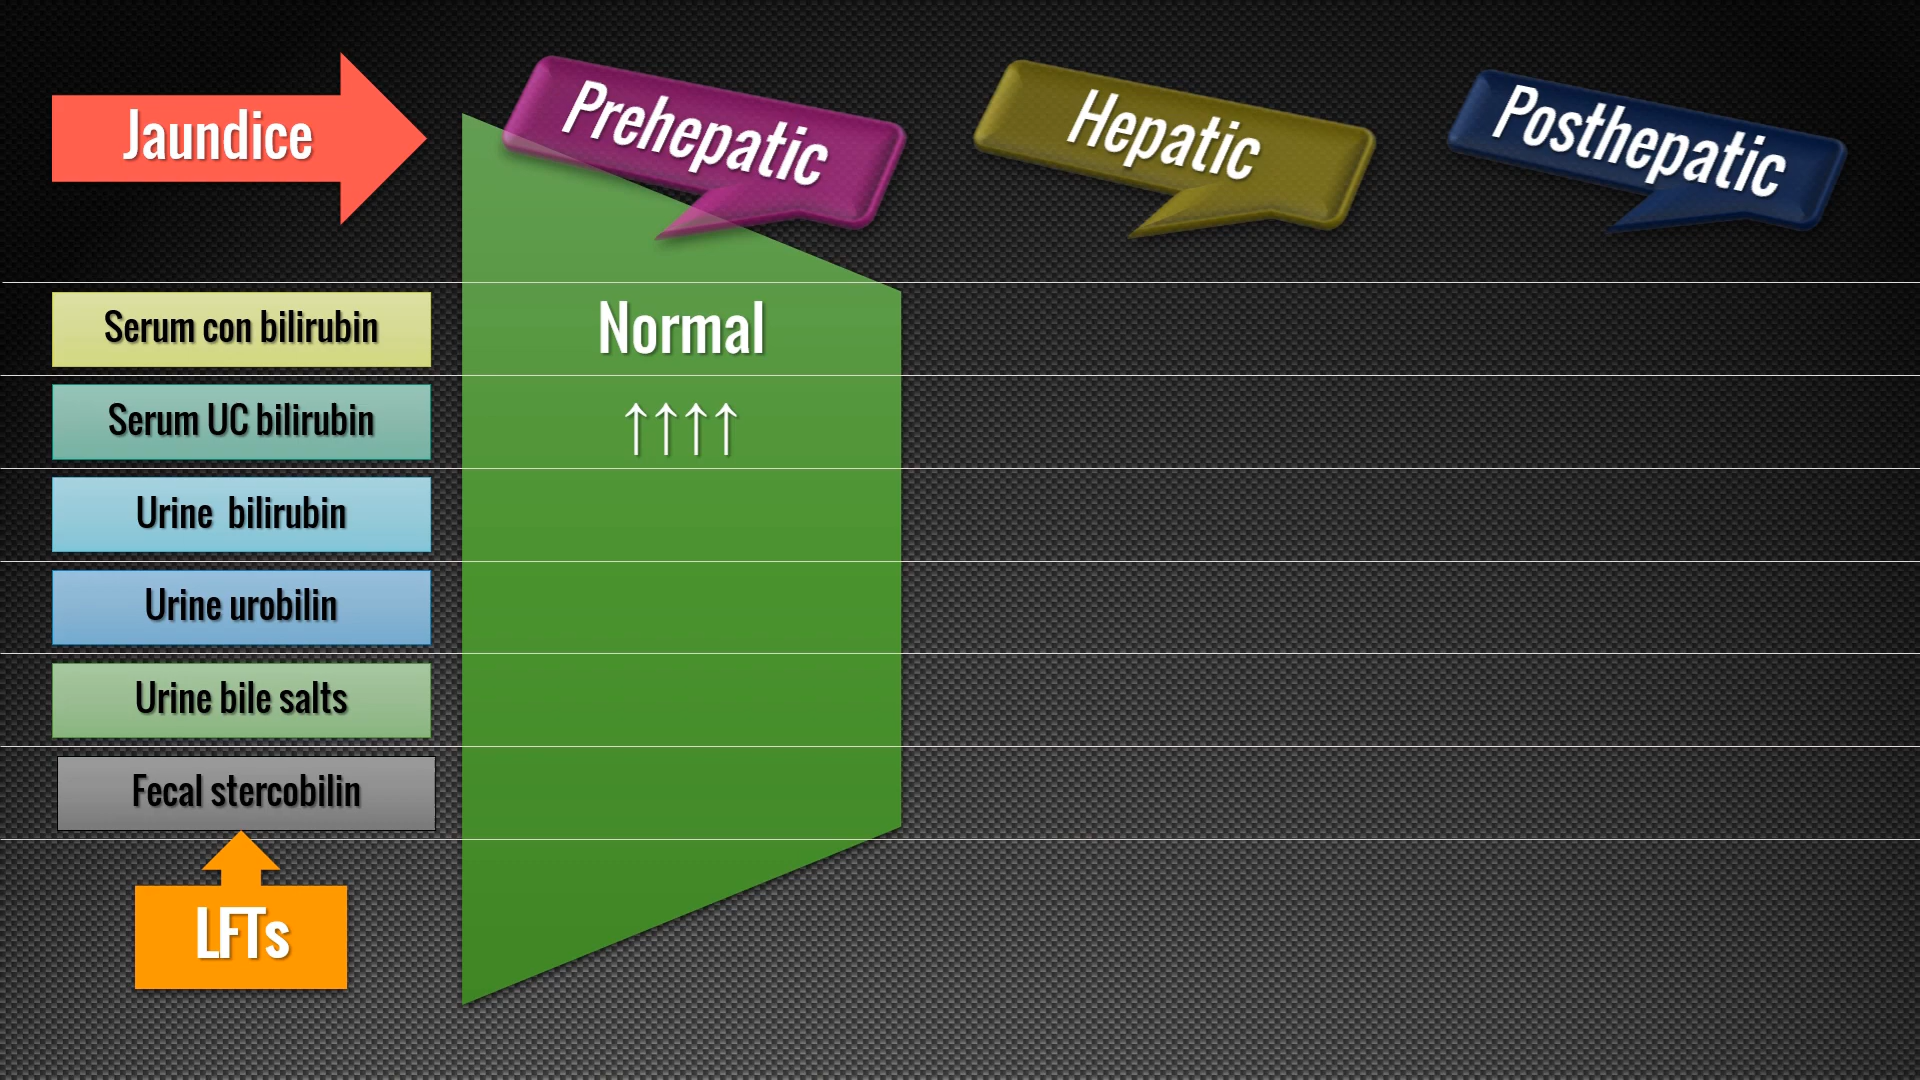 Jaundice
Prehepatic
Hepatic
Posthepatic
Serum con bilirubin
Normal
Serum UC bilirubin
↑↑↑↑
Urine bilirubin
Urine urobilin
Urine bile salts
Fecal stercobilin
LFTs